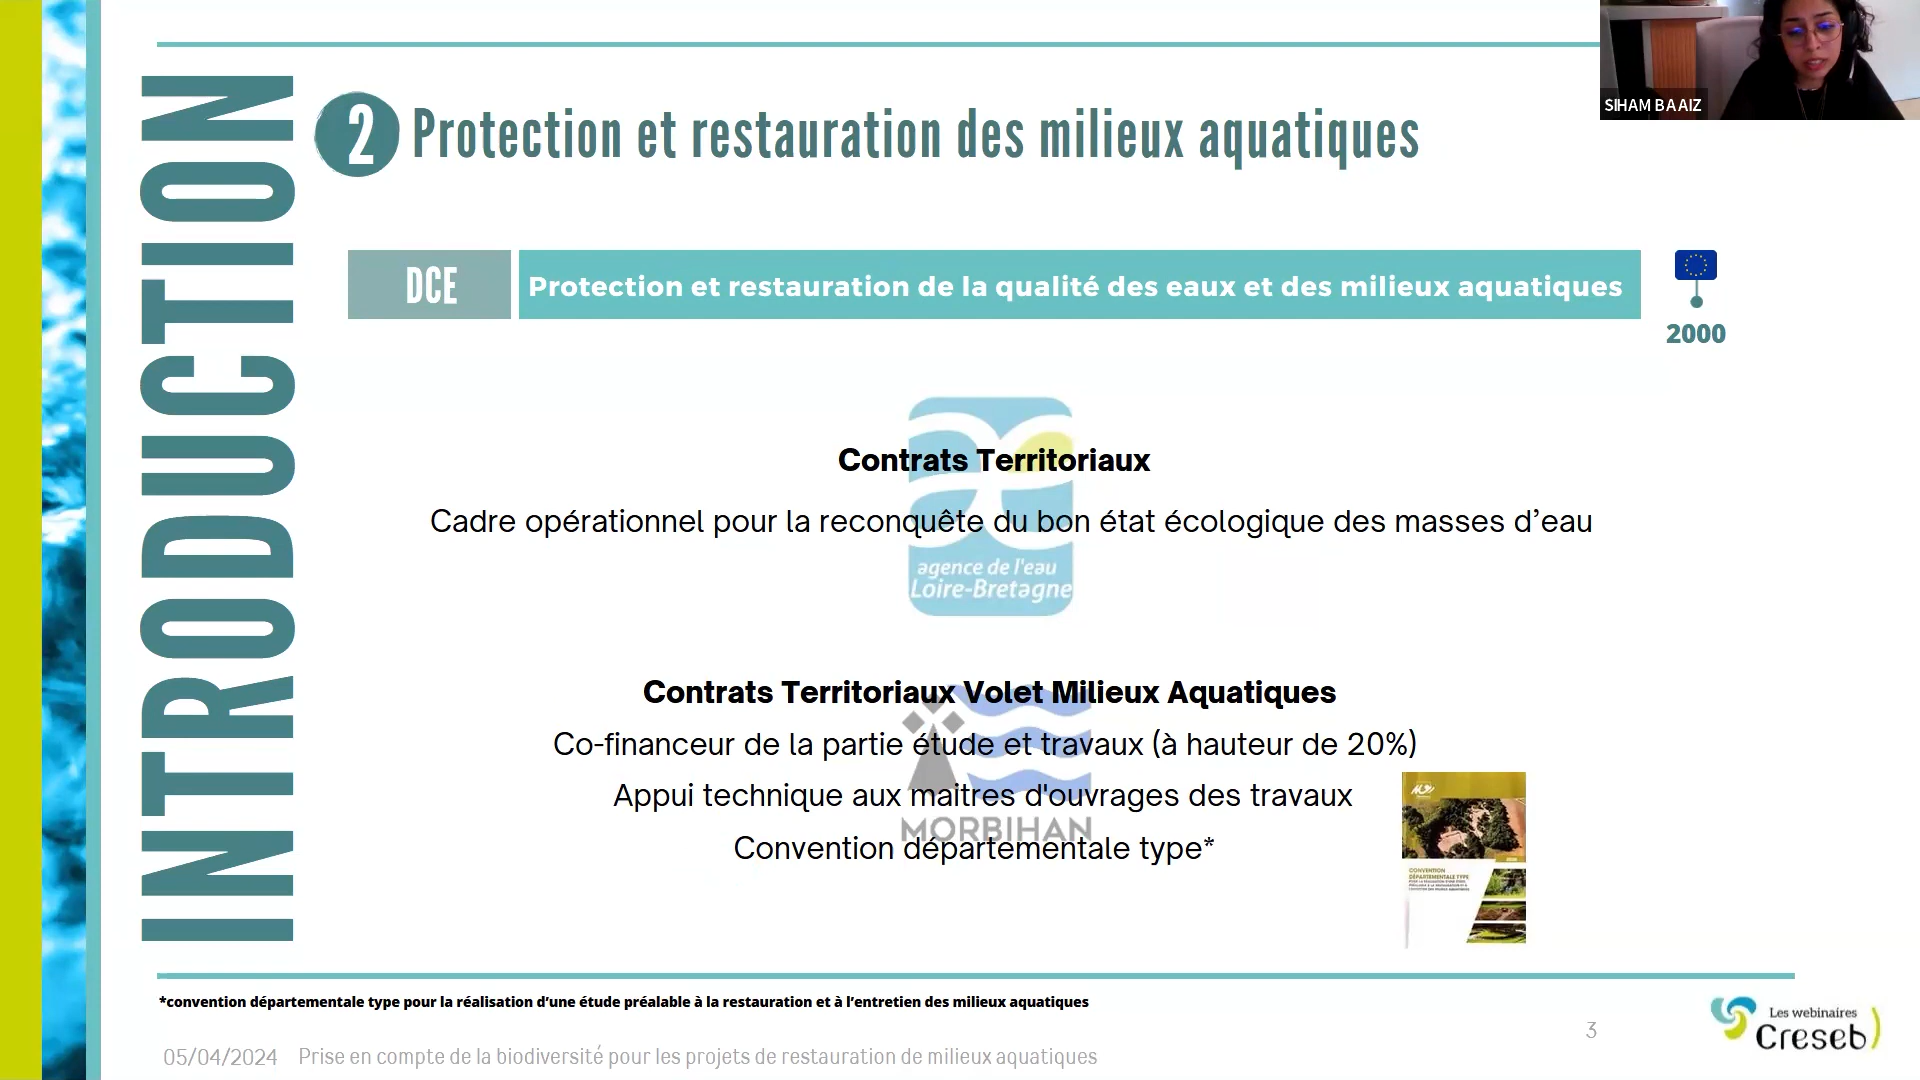 SIHAM BAAIZ
INTRODUCTION
2 Protection et restauration des milieux aquatiques
DCE
Protection et restauration de la qualité des eaux et des milieux aquatiques
2000
Contrats Territoriaux
Cadre opérationnel pour la reconquête du bon état écologique des masses d’eau
agence de l'eau
Loire-Bretagne
Contrats Territoriaux Volet Milieux Aquatiques
Co-financeur de la partie étude et travaux (à hauteur de 20%)
Appui technique aux maitres d'ouvrages des travaux
MORBIHAN
Convention départementale type*
CONVENTION
DÉPARTEMENTALE TYPE
*convention départementale type pour la réalisation d’une étude préalable à la restauration et à l’entretien des milieux aquatiques
Les webinaires
Creseb
3
05/04/2024 Prise en compte de la biodiversité pour les projets de restauration de milieux aquatiques